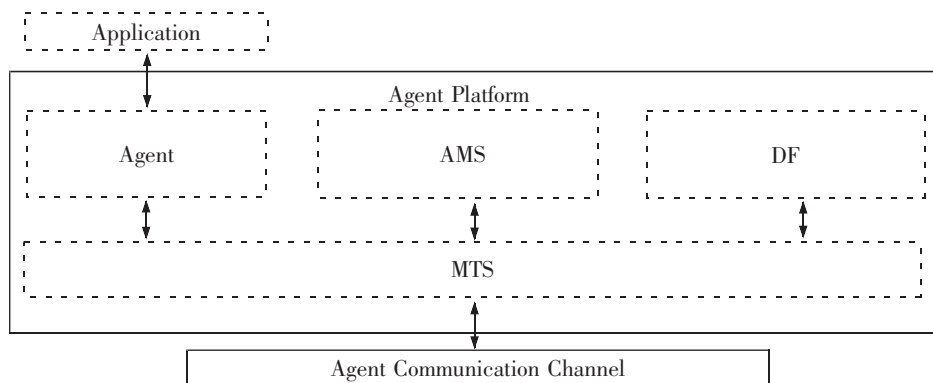 Application
Agent Platform
Agent
AMS
DF
MTS
Agent Communication Channel